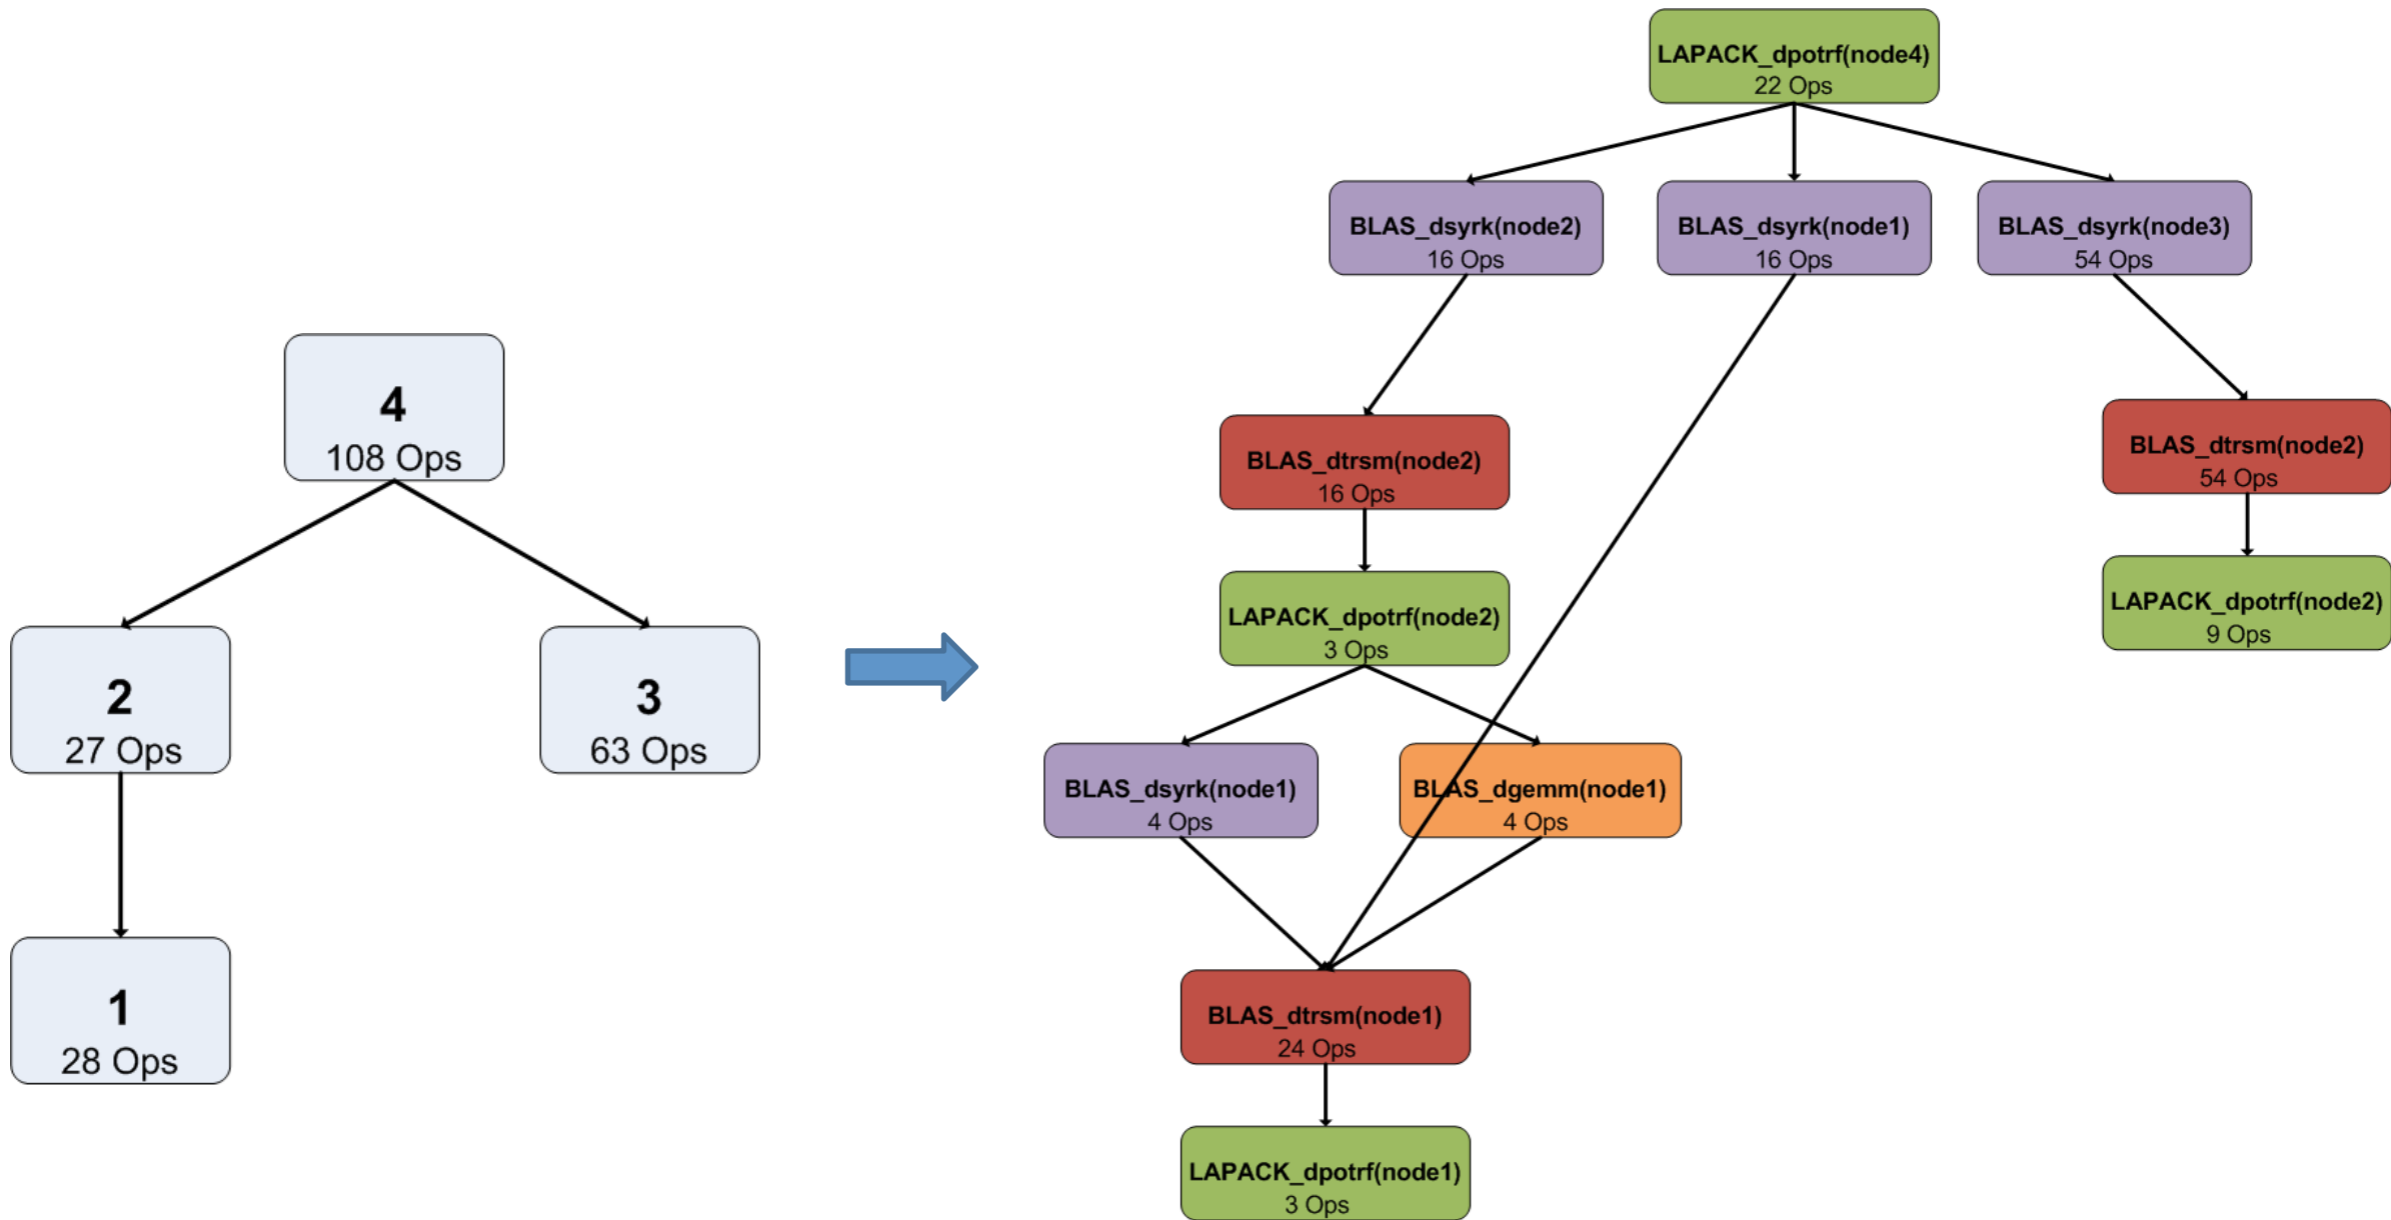 4
108 Ops
2
27 Ops
3
63 Ops
1
28 Ops
LAPACK_dpotrf(node4)
22 Ops
BLAS_dsyrk(node2)
16 Ops
BLAS_dsyrk(node1)
16 Ops
BLAS_dsyrk(node3)
54 Ops
BLAS_dtrsm(node2)
16 Ops
BLAS_dtrsm(node2)
54 Ops
LAPACK_dpotrf(node2)
3 Ops
LAPACK_dpotrf(node2)
9 Ops
BLAS_dsyrk(node1)
4 Ops
BLAS_dgemm(node1)
4 Ops
BLAS_dtrsm(node1)
24 Ops
LAPACK_dpotrf(node1)
3 Ops